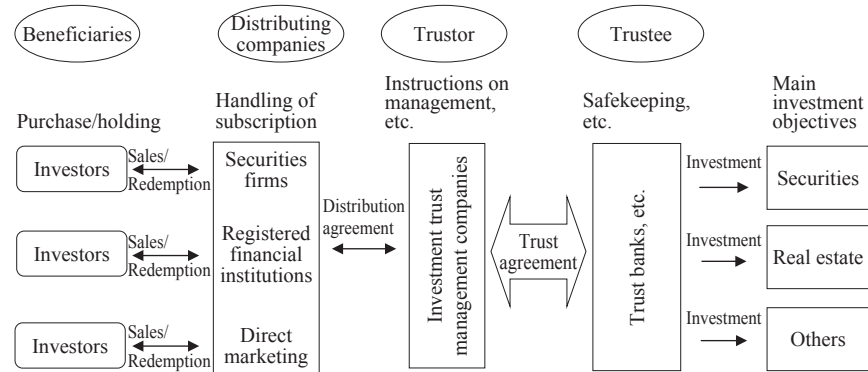 Beneficiaries
Distributing
companies
Trustor
Trustee
Purchase/holding
Handling of
subscription
Instructions on
management,
etc.
Safekeeping,
etc.
Main
investment
objectives
Investors
Sales/
Redemption
Securities
firms
Investors
Sales/
Redemption
Registered
financial
institutions
Investors
Sales/
Redemption
Direct
marketing
Distribution
agreement
Investment trust
management companies
Trust
agreement
Trust banks, etc.
Investment
Securities
Investment
Real estate
Investment
Others